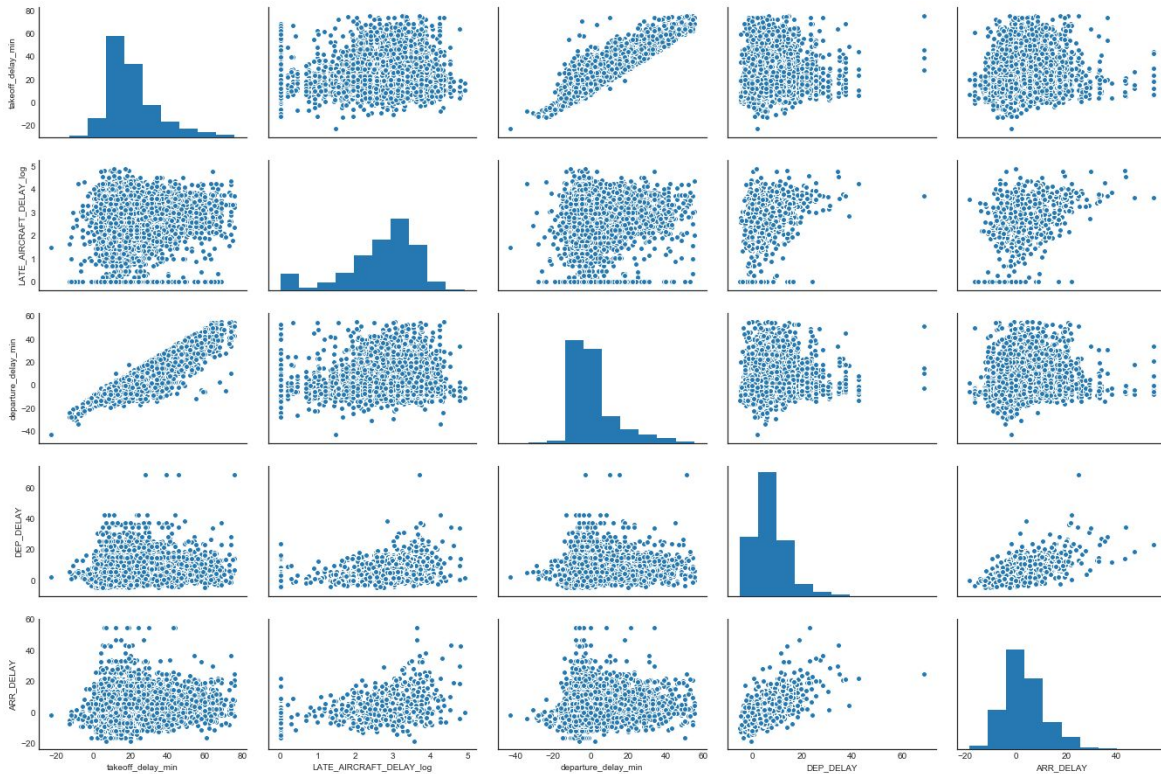 80
60
40
20
0
−20
takeoff_delay_min
5
4
3
2
1
0
LATE_AIRCRAFT_DELAY_log
60
40
20
0
−20
−40
departure_delay_min
60
40
20
0
DEP_DELAY
60
40
20
0
−20
ARR_DELAY
−20 0 20 40 60 80
takeoff_delay_min
0 1 2 3 4 5
LATE_AIRCRAFT_DELAY_log
−40 −20 0 20 40 60
departure_delay_min
0 20 40 60
DEP_DELAY
−20 0 20 40
ARR_DELAY